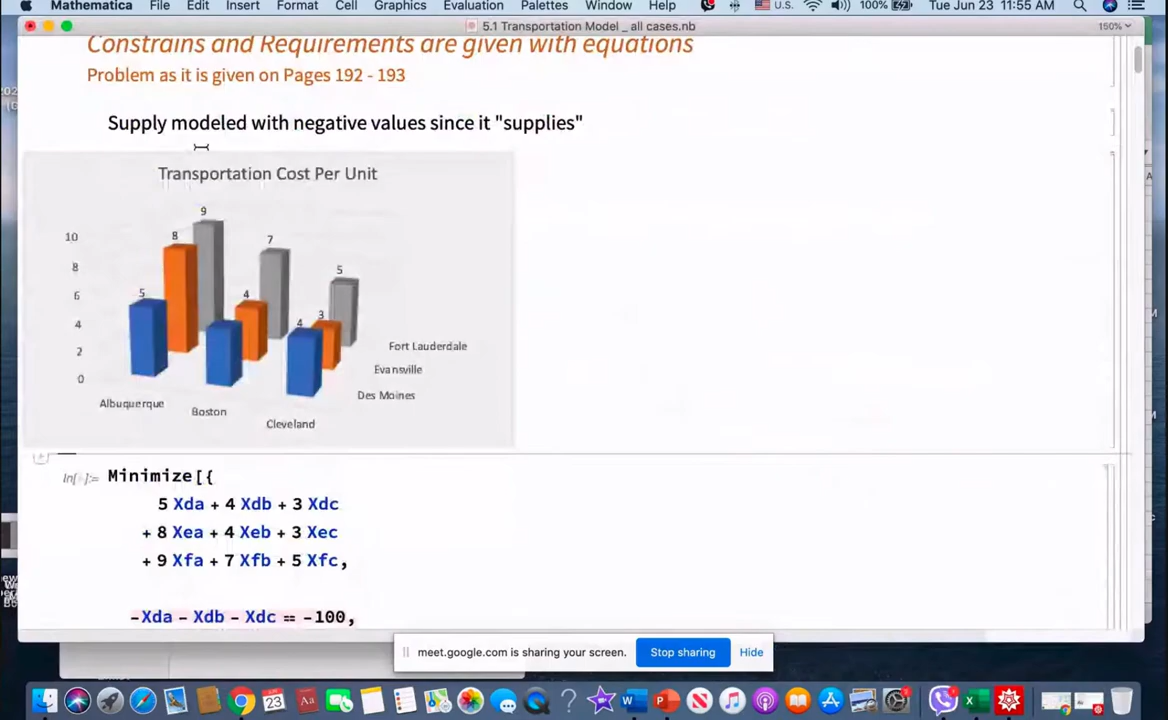 Mathematica File Edit Insert Format Cell Graphics Evaluation Palettes Window Help U.S. 100% Tue Jun 23 11:55 AM
5.1 Transportation Model _ all cases.nb 150%
Constrains and Requirements are given with equations
Problem as it is given on Pages 192 - 193
Supply modeled with negative values since it "supplies"
Transportation Cost Per Unit
10
8
6
4
2
0
5
8
9
4
7
4
3
5
Fort Lauderdale
Evansville
Des Moines
Albuquerque
Boston
Cleveland
In[ ]:= Minimize[{
5 Xda + 4 Xdb + 3 Xdc
+ 8 Xea + 4 Xeb + 3 Xec
+ 9 Xfa + 7 Xfb + 5 Xfc,
-Xda - Xdb - Xdc == -100,
meet.google.com is sharing your screen. Stop sharing Hide
23